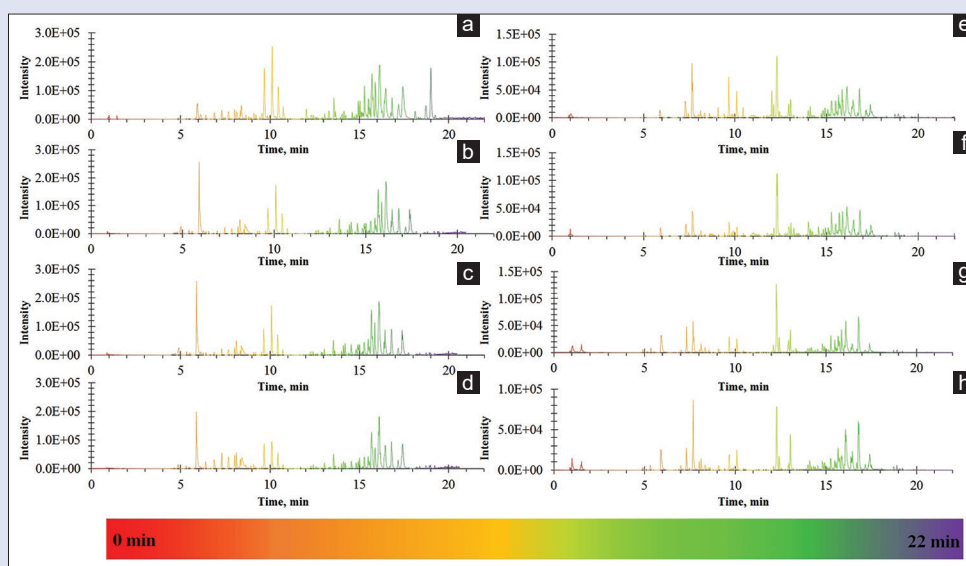 a
3.0E+05
2.0E+05
1.0E+05
0.0E+00
Intensity
0 5 10 15 20
Time, min
b
3.0E+05
2.0E+05
1.0E+05
0.0E+00
Intensity
0 5 10 15 20
Time, min
c
3.0E+05
2.0E+05
1.0E+05
0.0E+00
Intensity
0 5 10 15 20
Time, min
d
3.0E+05
2.0E+05
1.0E+05
0.0E+00
Intensity
0 5 10 15 20
Time, min
e
1.5E+05
1.0E+05
5.0E+04
0.0E+00
Intensity
0 5 10 15 20
Time, min
f
1.5E+05
1.0E+05
5.0E+04
0.0E+00
Intensity
0 5 10 15 20
Time, min
g
1.5E+05
1.0E+05
5.0E+04
0.0E+00
Intensity
0 5 10 15 20
Time, min
h
1.0E+05
5.0E+04
0.0E+00
Intensity
0 5 10 15 20
Time, min
0 min 22 min